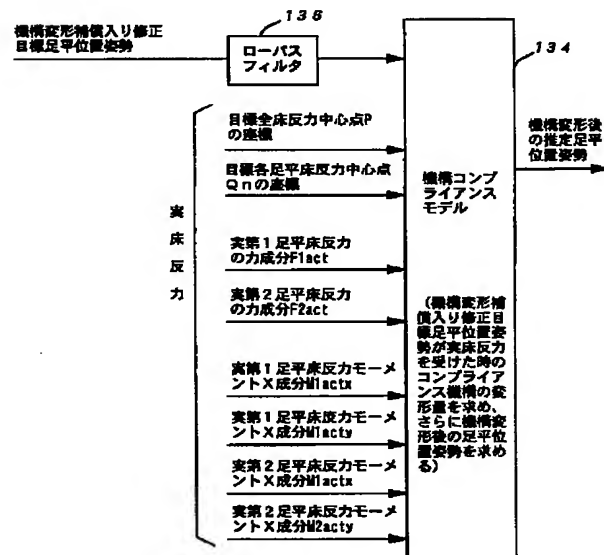 136
機構変形補償入り修正
目標足平位置姿勢
ローパス
フィルタ
134
目標全床反力中心点P
の座標
目標各足平床反力中心点
Qnの座標
実床反力
実第1足平床反力
の力成分F1act
実第2足平床反力
の力成分F2act
実第1足平床反力モーメ
ントX成分M1actx
実第1足平床反力モーメ
ントX成分M1acty
実第2足平床反力モーメ
ントX成分M1actx
実第2足平床反力モーメ
ントX成分M2acty
機構コンプ
ライアンス
モデル
(機構変形補
償入り修正目
標足平位置姿
勢が実床反力
を受けた時の
コンプライア
ンス機構の変
形量を求め、
さらに機構変
形後の足平位
置姿勢を求め
る)
機構変形後
の推定足平
位置姿勢